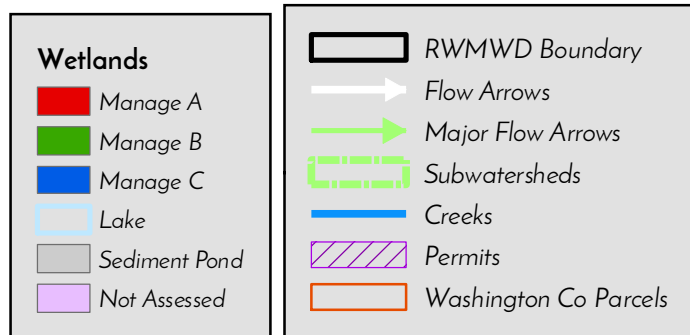 Wetlands
Manage A
Manage B
Manage C
Lake
Sediment Pond
Not Assessed
RWMWD Boundary
Flow Arrows
Major Flow Arrows
Subwatersheds
Creeks
Permits
Washington Co Parcels